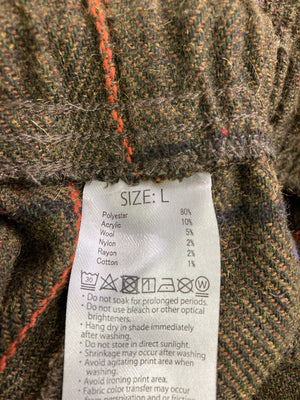 SIZE: L
Polyester 80%
Acrylic 10%
Wool 5%
Nylon 2%
Rayon 2%
Cotton 1%
30 W
• Do not soak for prolonged periods.
• Do not use bleach or other optical
brighteners.
• Hang dry in shade immediately
after washing.
• Do not store in direct sunlight.
• Shrinkage may occur after washing
• Avoid ironing print area.
• Avoid ironing print area.
• Fabric color transfer may occur